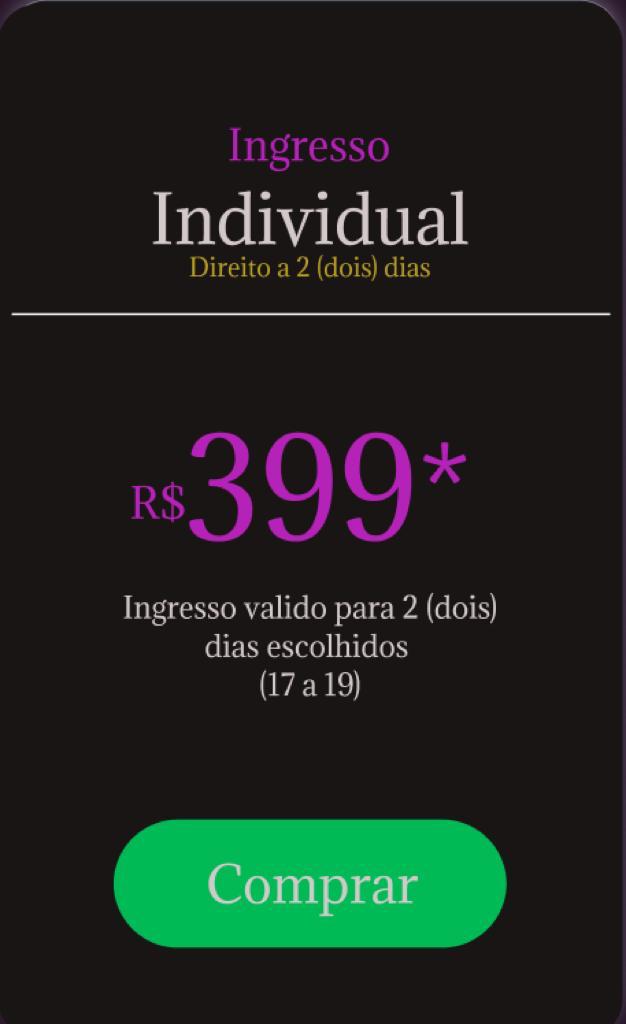 Ingresso
Individual
Direito a 2 (dois) dias
R$399*
Ingresso valido para 2 (dois)
dias escolhidos
(17 a 19)
Comprar